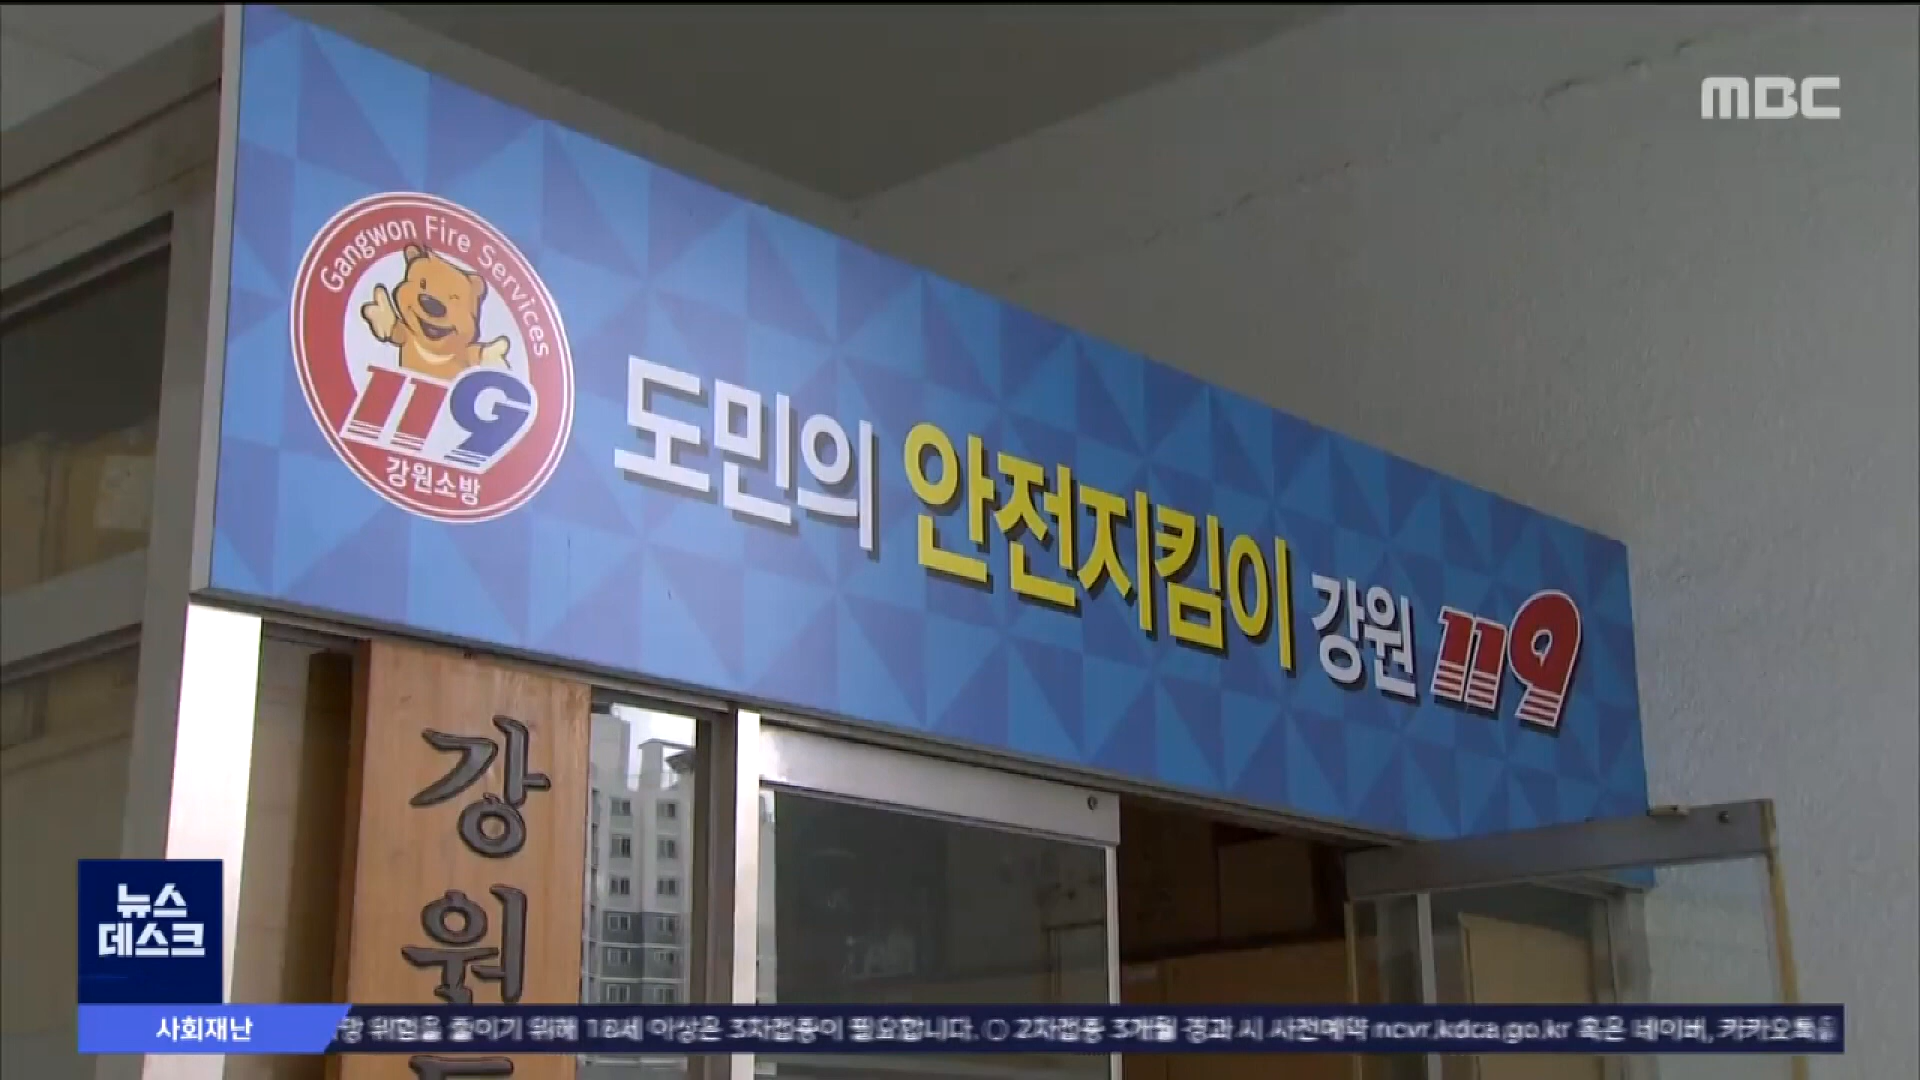 MBC
Gangwon Fire Services
119
강원소방
도민의 안전지킴이 강원 119
강원
뉴스
데스크
사회재난
위험을 줄이기 위해 18세 이상은 3차접종이 필요합니다. ○ 2차접종 3개월 경과 시 사전예약 ncvr.kdca.go.kr 혹은 네이버, 카카오톡